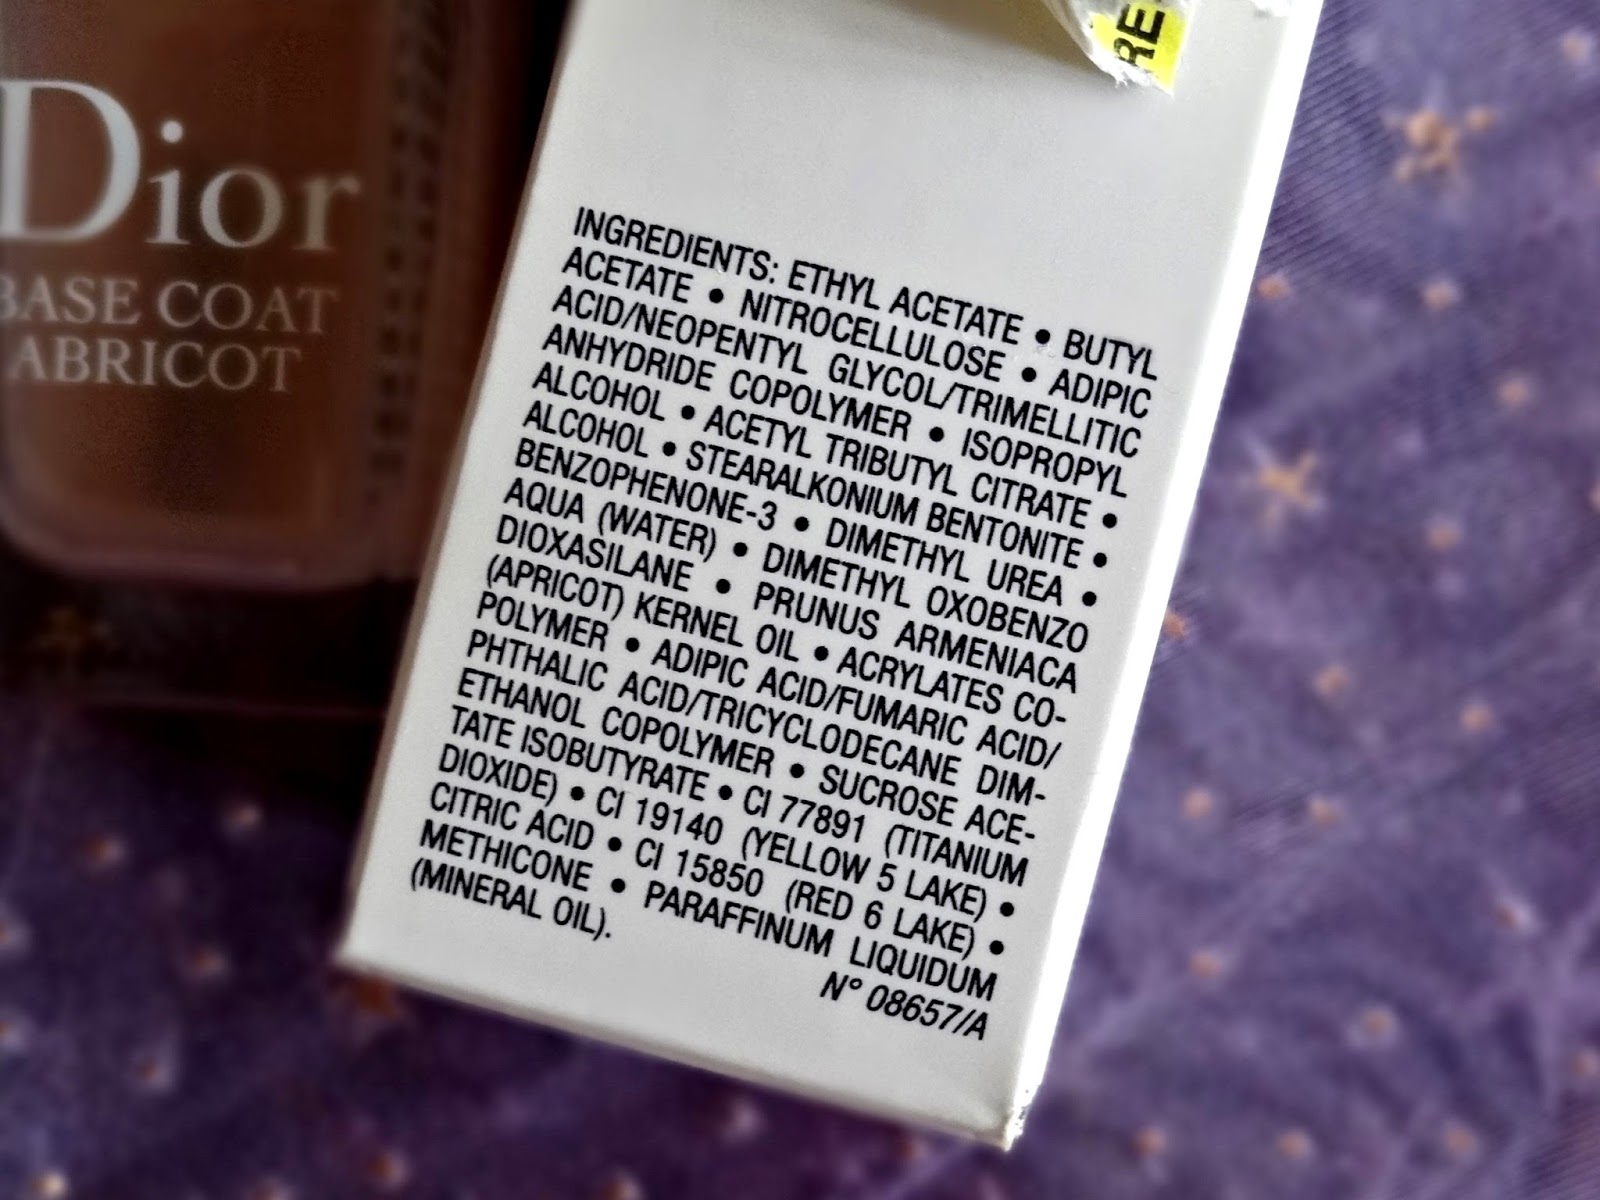 RE
Dior
BASE COAT
ABRICOT
INGREDIENTS: ETHYL ACETATE • BUTYL
ACETATE • NITROCELLULOSE • ADIPIC
ACID/NEOPENTYL GLYCOL/TRIMELLITIC
ANHYDRIDE COPOLYMER • ISOPROPYL
ALCOHOL • ACETYL TRIBUTYL CITRATE •
ALCOHOL • STEARALKONIUM BENTONITE •
BENZOPHENONE-3 • DIMETHYL UREA •
AQUA (WATER) • DIMETHYL OXOBENZO
DIOXASILANE • PRUNUS ARMENIACA
(APRICOT) KERNEL OIL • ACRYLATES CO-
POLYMER • ADIPIC ACID/FUMARIC ACID/
PHTHALIC ACID/TRICYCLODECANE DIM-
ETHANOL COPOLYMER • SUCROSE ACE-
TATE ISOBUTYRATE • CI 77891 (TITANIUM
DIOXIDE) • CI 19140 (YELLOW 5 LAKE) •
CITRIC ACID • CI 15850 (RED 6 LAKE) •
METHICONE • PARAFFINUM LIQUIDUM
(MINERAL OIL).
N° 08657/A